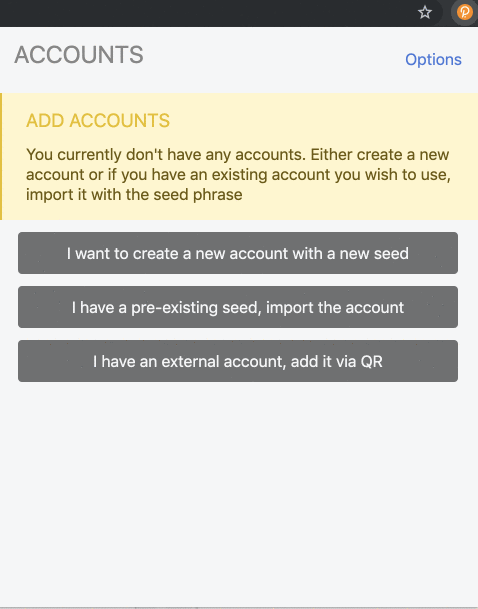 ACCOUNTS
Options
ADD ACCOUNTS
You currently don't have any accounts. Either create a new
account or if you have an existing account you wish to use,
import it with the seed phrase
I want to create a new account with a new seed
I have a pre-existing seed, import the account
I have an external account, add it via QR